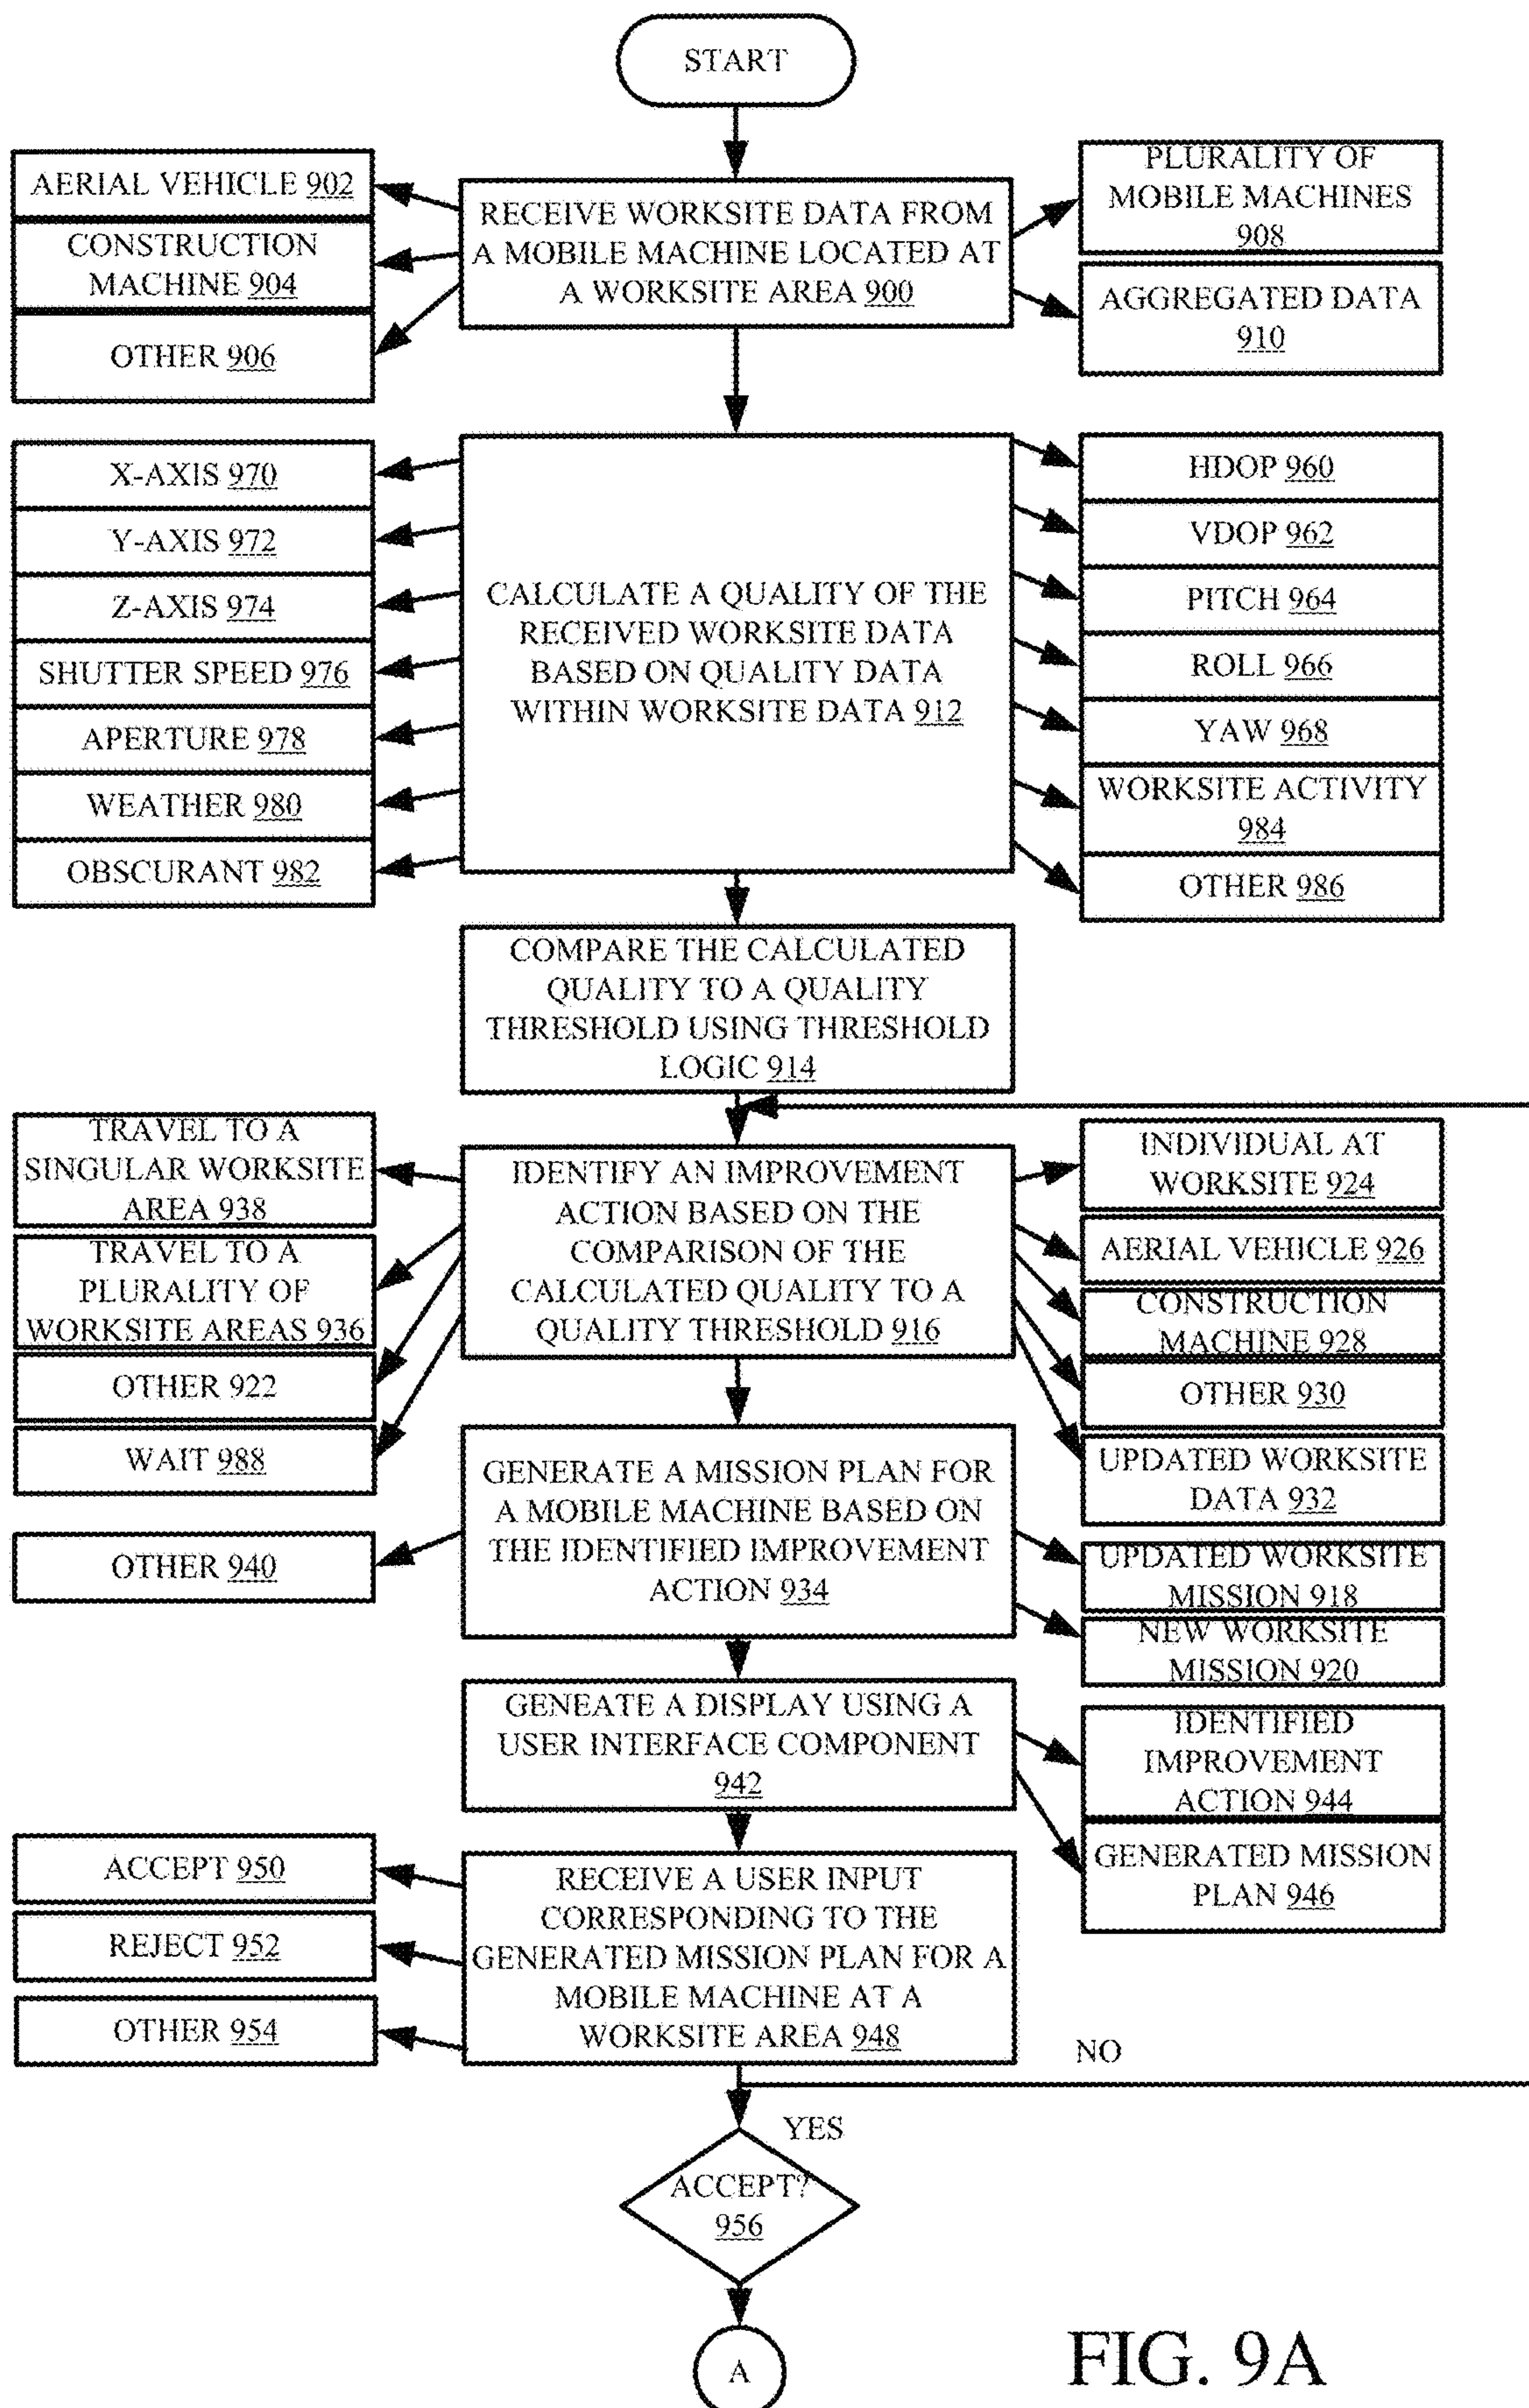 START
AERIAL VEHICLE 902
CONSTRUCTION
MACHINE 904
OTHER 906
RECEIVE WORKSITE DATA FROM
A MOBILE MACHINE LOCATED AT
A WORKSITE AREA 900
PLURALITY OF
MOBILE MACHINES
908
AGGREGATED DATA
910
X-AXIS 970
Y-AXIS 972
Z-AXIS 974
SHUTTER SPEED 976
APERTURE 978
WEATHER 980
OBSCURANT 982
CALCULATE A QUALITY OF THE
RECEIVED WORKSITE DATA
BASED ON QUALITY DATA
WITHIN WORKSITE DATA 912
HDOP 960
VDOP 962
PITCH 964
ROLL 966
YAW 968
WORKSITE ACTIVITY
984
OTHER 986
COMPARE THE CALCULATED
QUALITY TO A QUALITY
THRESHOLD USING THRESHOLD
LOGIC 914
TRAVEL TO A
SINGULAR WORKSITE
AREA 938
TRAVEL TO A
PLURALITY OF
WORKSITE AREAS 936
OTHER 922
WAIT 988
IDENTIFY AN IMPROVEMENT
ACTION BASED ON THE
COMPARISON OF THE
CALCULATED QUALITY TO A
QUALITY THRESHOLD 916
INDIVIDUAL AT
WORKSITE 924
AERIAL VEHICLE 926
CONSTRUCTION
MACHINE 928
OTHER 930
UPDATED WORKSITE
DATA 932
OTHER 940
GENERATE A MISSION PLAN FOR
A MOBILE MACHINE BASED ON
THE IDENTIFIED IMPROVEMENT
ACTION 934
UPDATED WORKSITE
MISSION 918
NEW WORKSITE
MISSION 920
GENEATE A DISPLAY USING A
USER INTERFACE COMPONENT
942
IDENTIFIED
IMPROVEMENT
ACTION 944
GENERATED MISSION
PLAN 946
ACCEPT 950
REJECT 952
OTHER 954
RECEIVE A USER INPUT
CORRESPONDING TO THE
GENERATED MISSION PLAN FOR A
MOBILE MACHINE AT A
WORKSITE AREA 948
NO
YES
ACCEPT?
956
A
FIG. 9A